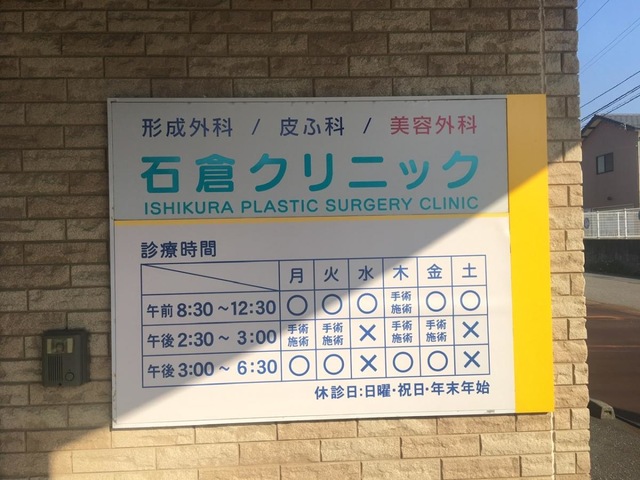 形成外科 / 皮ふ科 / 美容外科
石倉クリニック
ISHIKURA PLASTIC SURGERY CLINIC
診療時間
月 火 水 木 金 土
午前 8:30 ~ 12:30 ○ ○ ○ 手術 施術 ○ ○
午後 2:30 ~ 3:00 手術 施術 手術 施術 × 手術 施術 手術 施術 ×
午後 3:00 ~ 6:30 ○ ○ × ○ ○ ×
休診日:日曜・祝日・年末年始